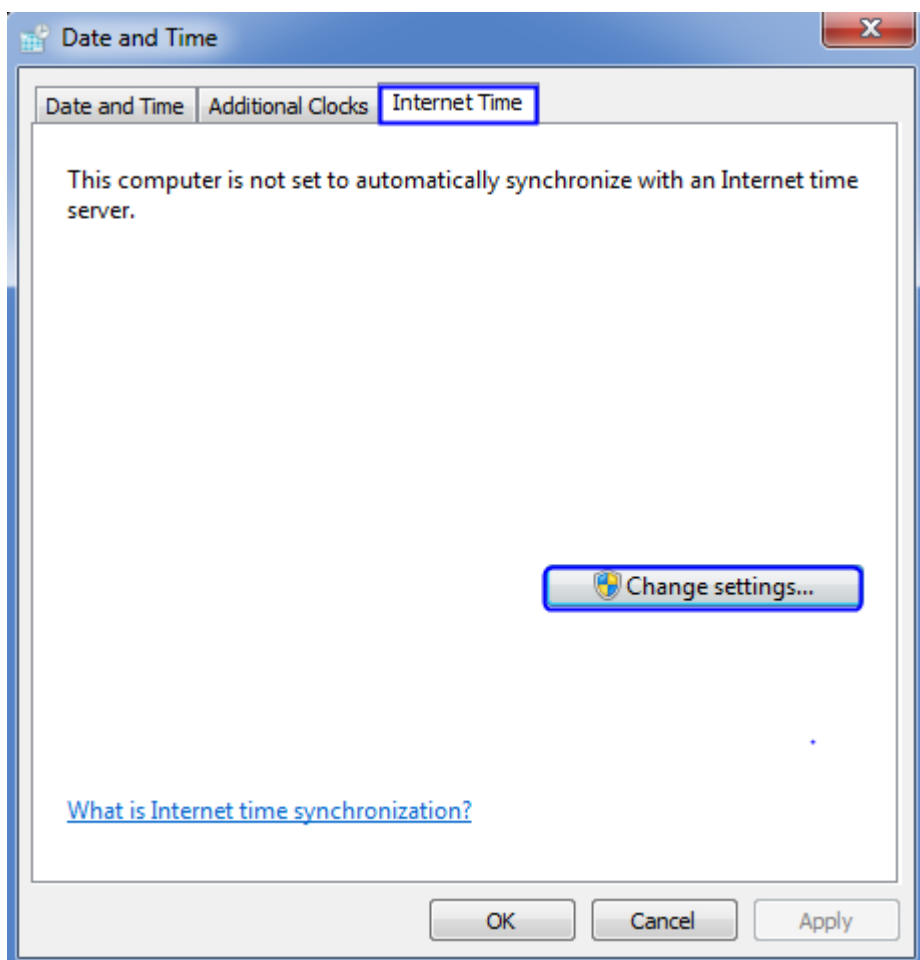 Date and Time
Date and Time Additional Clocks Internet Time
This computer is not set to automatically synchronize with an Internet time
server.
Change settings...
What is Internet time synchronization?
OK Cancel Apply